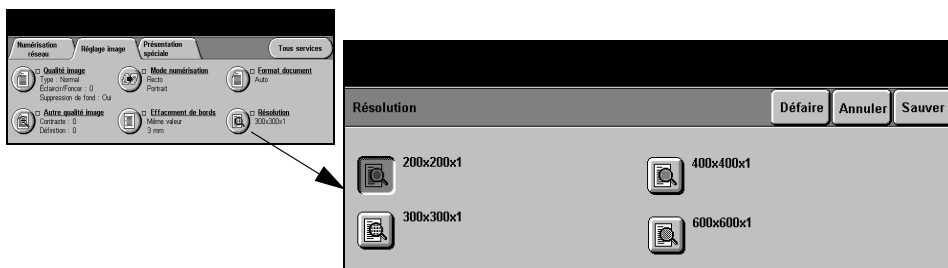 Numérisation réseau
Réglage image
Présentation spéciale
Tous services
Qualité image
Type : Normal
Éclaircir/Foncer : 0
Suppression de fond : Oui
Mode numérisation
Recto
Portrait
Format document
Auto
Autre qualité image
Contraste : 0
Définition : 0
Effacement de bords
Même valeur
3 mm
Résolution
300x300x1
Résolution
Défaire
Annuler
Sauver
200x200x1
400x400x1
300x300x1
600x600x1